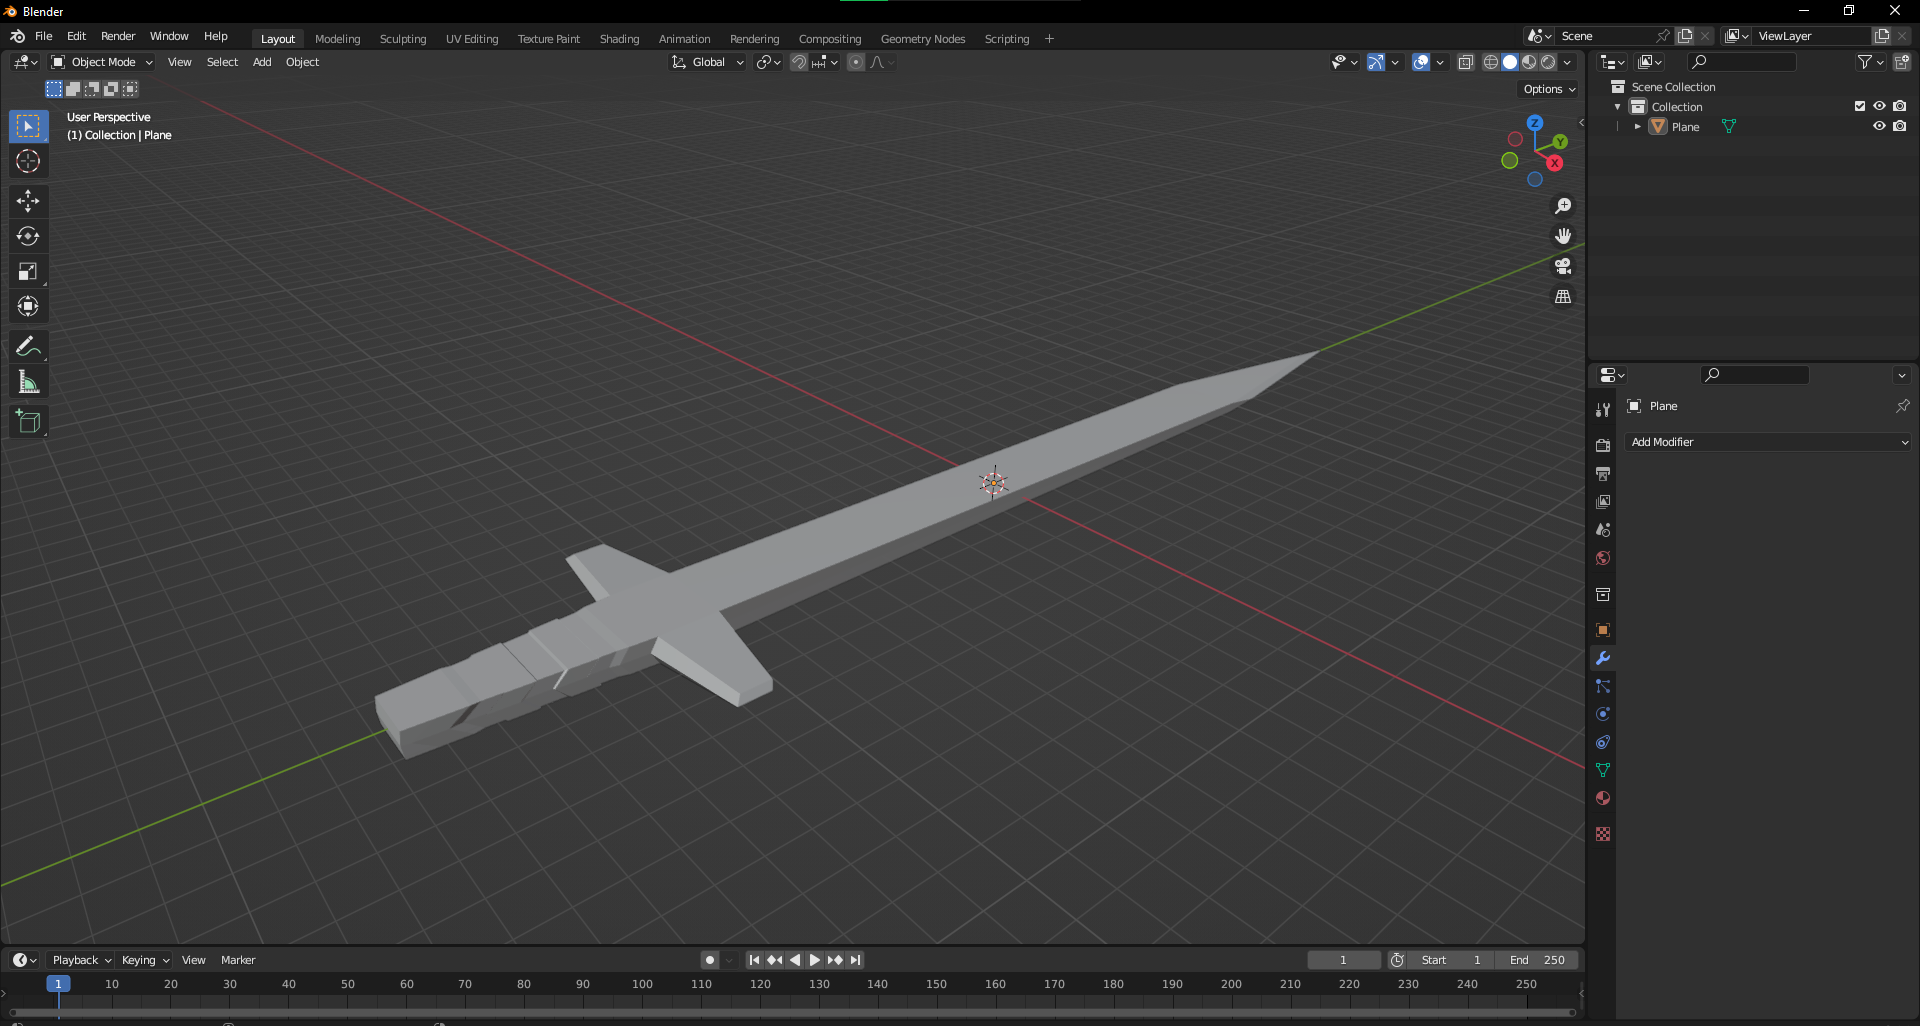 Blender
File Edit Render Window Help Layout Modeling Sculpting UV Editing Texture Paint Shading Animation Rendering Compositing Geometry Nodes Scripting + Scene ViewLayer
Object Mode View Select Add Object Global
Options
User Perspective
(1) Collection | Plane
Z
Y
X
Scene Collection
Collection
Plane
Plane
Add Modifier
Playback Keying View Marker 1 Start 1 End 250
1 10 20 30 40 50 60 70 80 90 100 110 120 130 140 150 160 170 180 190 200 210 220 230 240 250